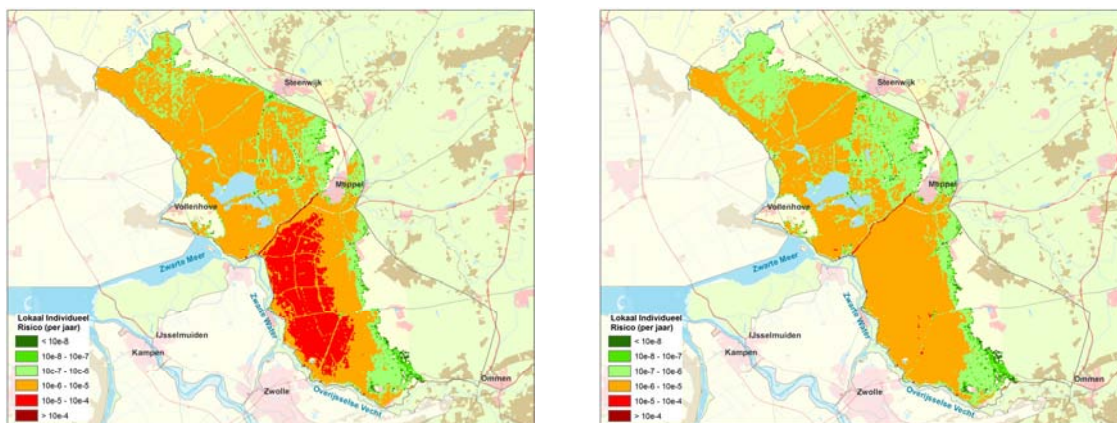 Steenwijk
Meppel
Vollenhove
Zwarte Meer
Zwarte Water
Lokaal Individueel
Risico (per jaar)
< 10e-8
10e-8 - 10e-7
10e-7 - 10e-6
10e-6 - 10e-5
10e-5 - 10e-4
> 10e-4
IJsselmuiden
Kampen
Zwolle
Ommen
Overijsselse Vecht
Steenwijk
Meppel
Vollenhove
Zwarte Meer
Zwarte Water
Lokaal Individueel
Risico (per jaar)
< 10e-8
10e-8 - 10e-7
10e-7 - 10e-6
10e-6 - 10e-5
10e-5 - 10e-4
> 10e-4
IJsselmuiden
Kampen
Zwolle
Ommen
Overijsselse Vecht